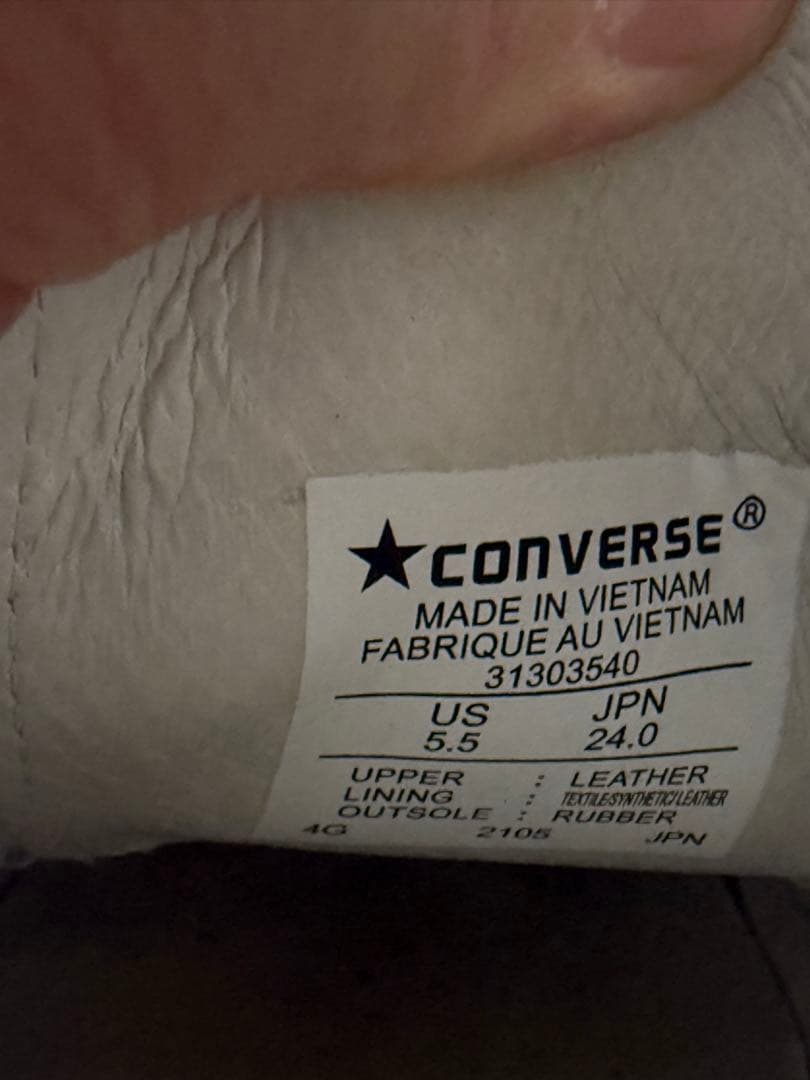 ★CONVERSE®
MADE IN VIETNAM
FABRIQUE AU VIETNAM
31303540
US JPN
5.5 24.0
UPPER : LEATHER
LINING : TEXTILE/SYNTHETIC/LEATHER
OUTSOLE : RUBBER
4G 2105 JPN